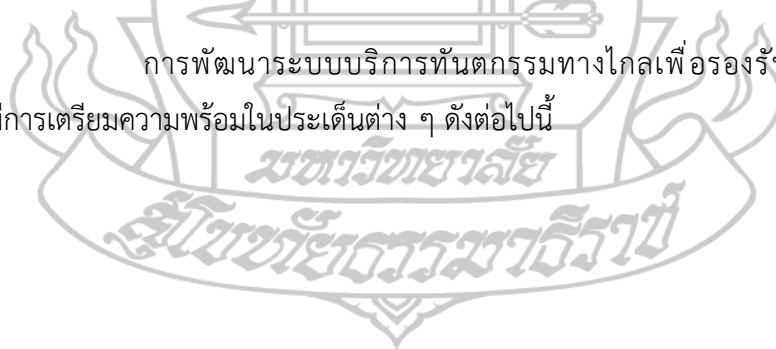 การพัฒนาระบบบริการทันตกรรมทางไกลเพื่อรองรับ
มีการเตรียมความพร้อมในประเด็นต่าง ๆ ดังต่อไปนี้
มหาวิทยาลัย
สุโขทัยธรรมาธิราช